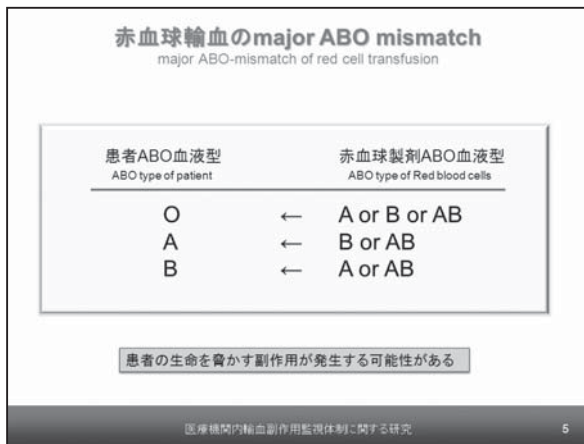 赤血球輸血のmajor ABO mismatch
major ABO-mismatch of red cell transfusion
患者ABO血液型 赤血球製剤ABO血液型
ABO type of patient ABO type of Red blood cells
O ← A or B or AB
A ← B or AB
B ← A or AB
患者の生命を脅かす副作用が発生する可能性がある
医療機関内輸血副作用監視体制に関する研究 5